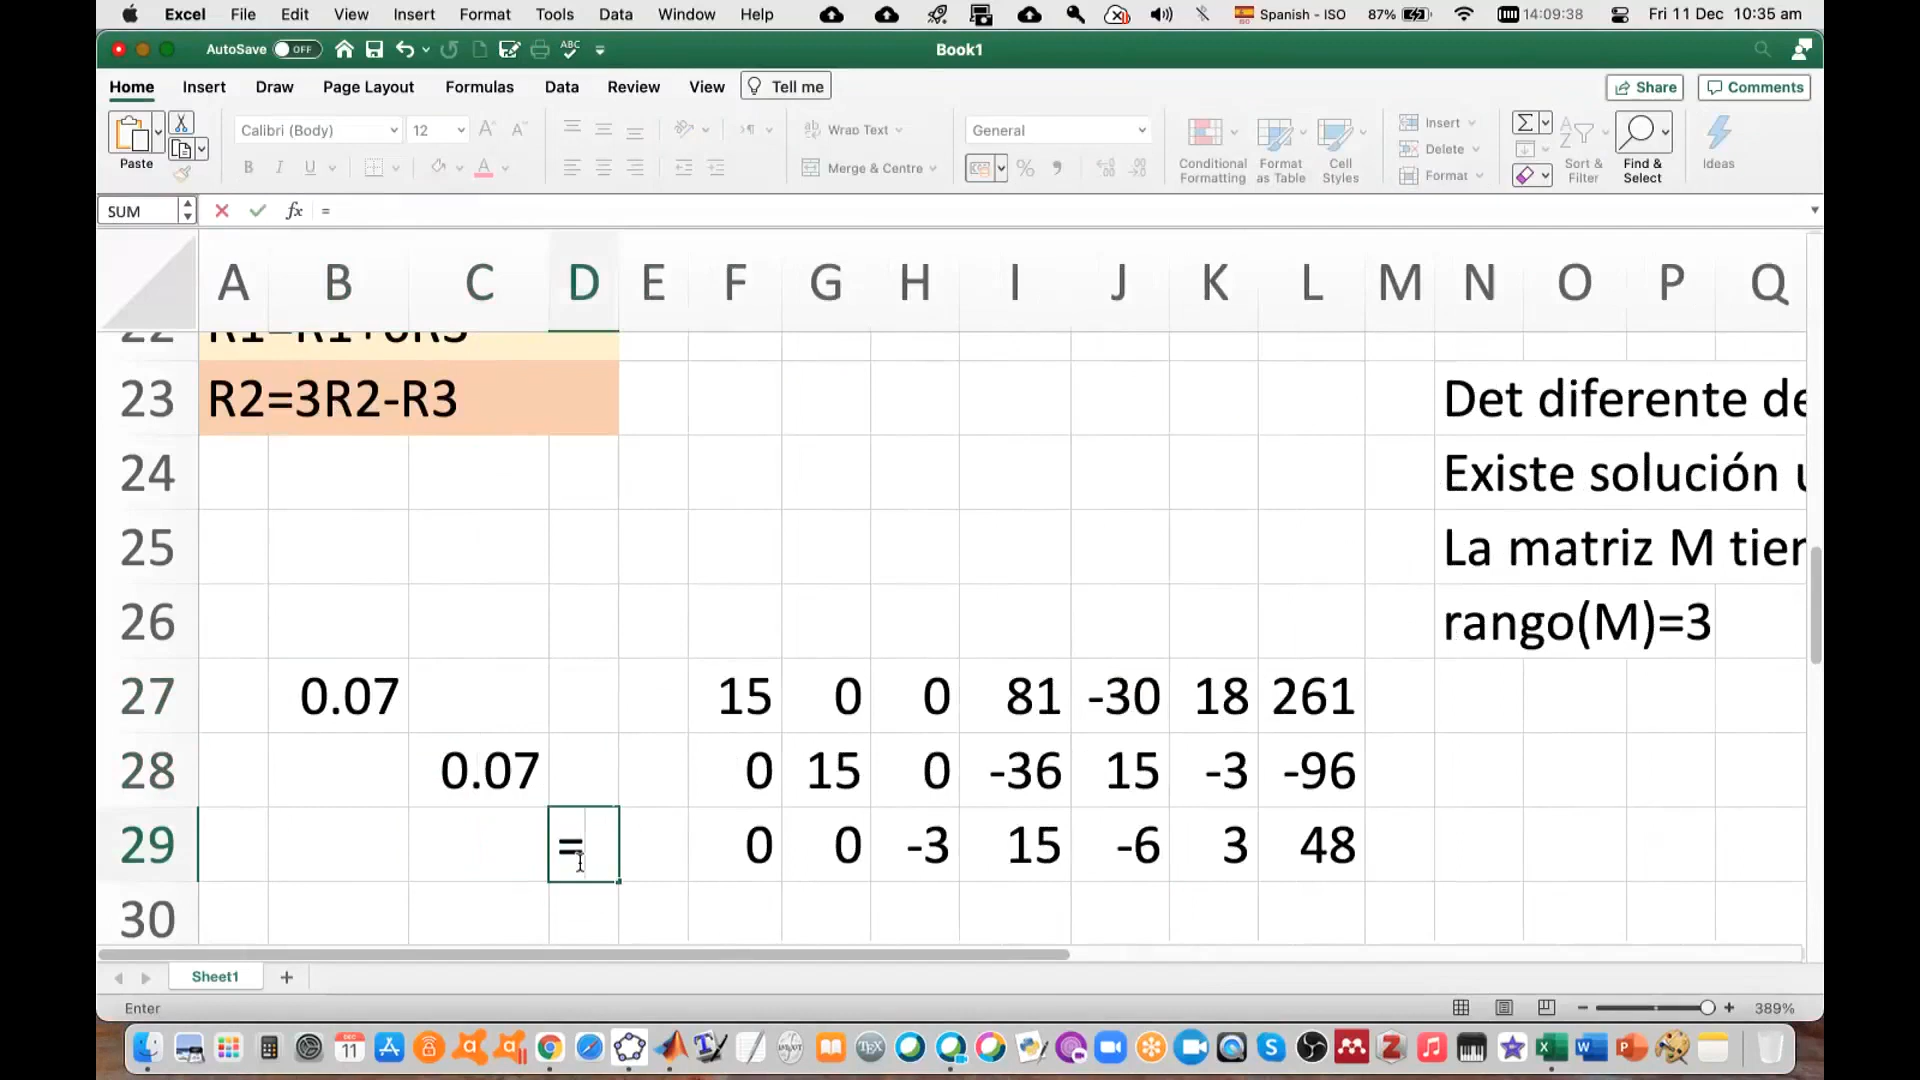 Excel File Edit View Insert Format Tools Data Window Help Spanish - ISO 87% 14:09:38 Fri 11 Dec 10:35 am
AutoSave OFF ABC Book1
Home Insert Draw Page Layout Formulas Data Review View Tell me Share Comments
Paste Calibri (Body) 12 Wrap Text Merge & Centre General Conditional Formatting Format as Table Cell Styles Insert Delete Format Sort & Filter Find & Select Ideas
SUM fx =
A B C D E F G H I J K L M N O P Q
22
23 R2=3R2-R3 Det diferente de
24 Existe solución
25 La matriz M tien
26 rango(M)=3
27 0.07 15 0 0 81 -30 18 261
28 0.07 0 15 0 -36 15 -3 -96
29 = 0 0 -3 15 -6 3 48
30
Sheet1 +
Enter 389%